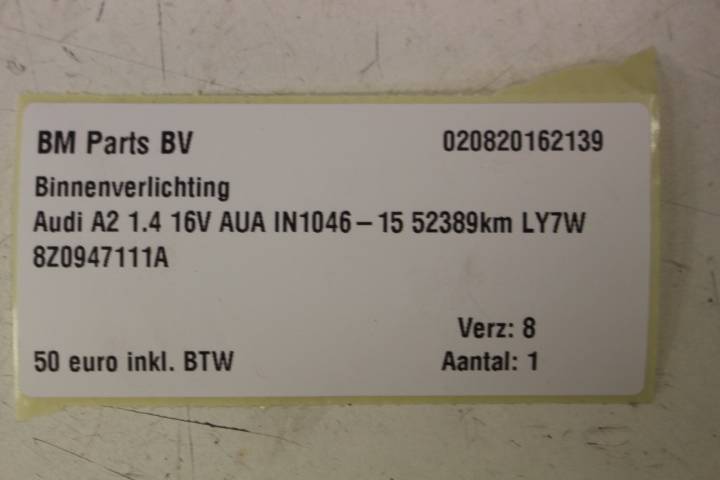 BM Parts BV 020820162139
Binnenverlichting
Audi A2 1.4 16V AUA IN1046-15 52389km LY7W
8Z0947111A
Verz: 8
50 euro inkl. BTW Aantal: 1